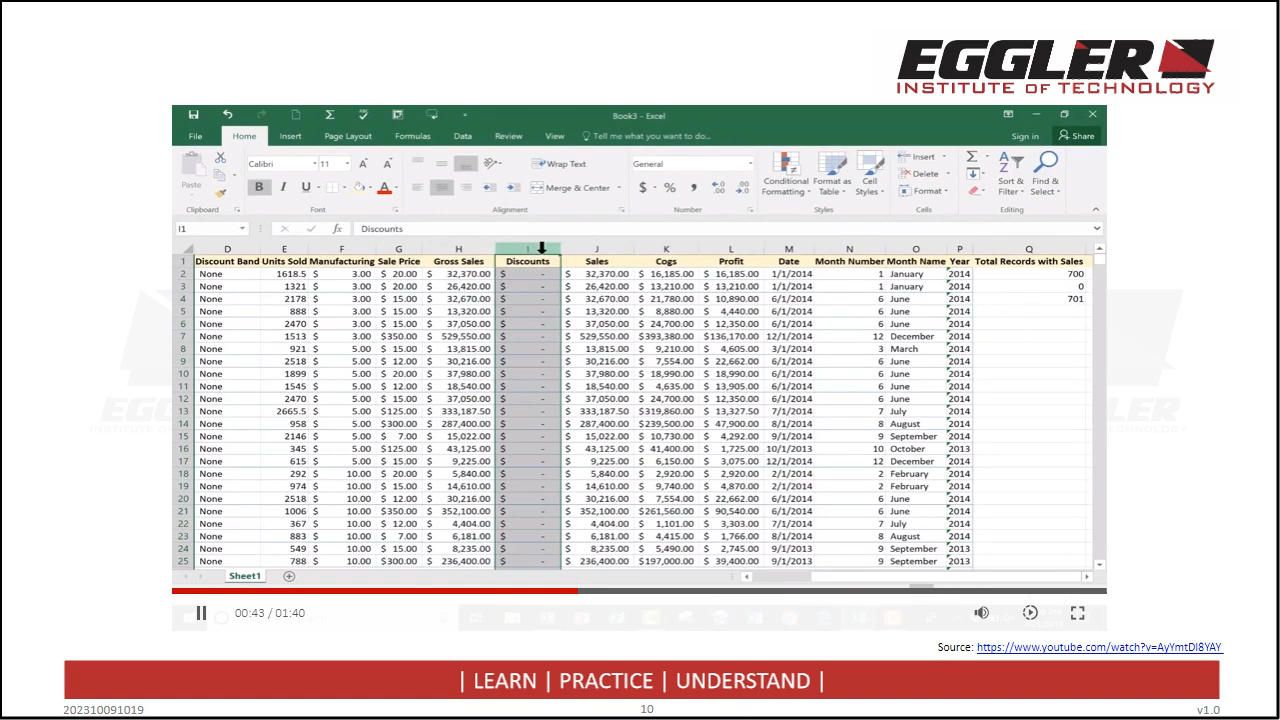 EGGLER
INSTITUTE OF TECHNOLOGY
Book3 - Excel
File Home Insert Page Layout Formulas Data Review View Tell me what you want to do... Sign in Share
Calibri 11 Wrap Text General Insert
Paste Delete
B I U A Merge & Center $ % , Conditional Formatting Format as Table Cell Styles Format Sort & Filter Find & Select
Clipboard Font Alignment Number Styles Cells Editing
I1 fx Discounts
D E F G H I J K L M N O P Q
1 Discount Band Units Sold Manufacturing Sale Price Gross Sales Discounts Sales Cogs Profit Date Month Number Month Name Year Total Records with Sales
2 None 1618.5 $ 3.00 $ 20.00 $ 32,370.00 $ - $ 32,370.00 $ 16,185.00 $ 16,185.00 1/1/2014 1 January 2014 700
3 None 1321 $ 3.00 $ 20.00 $ 26,420.00 $ - $ 26,420.00 $ 13,210.00 $ 13,210.00 1/1/2014 1 January 2014 0
4 None 2178 $ 3.00 $ 15.00 $ 32,670.00 $ - $ 32,670.00 $ 21,780.00 $ 10,890.00 6/1/2014 6 June 2014 701
5 None 888 $ 3.00 $ 15.00 $ 13,320.00 $ - $ 13,320.00 $ 8,880.00 $ 4,440.00 6/1/2014 6 June 2014
6 None 2470 $ 3.00 $ 15.00 $ 37,050.00 $ - $ 37,050.00 $ 24,700.00 $ 12,350.00 6/1/2014 6 June 2014
7 None 1513 $ 3.00 $350.00 $ 529,550.00 $ - $ 529,550.00 $393,380.00 $136,170.00 12/1/2014 12 December 2014
8 None 921 $ 5.00 $ 15.00 $ 13,815.00 $ - $ 13,815.00 $ 9,210.00 $ 4,605.00 3/1/2014 3 March 2014
9 None 2518 $ 5.00 $ 12.00 $ 30,216.00 $ - $ 30,216.00 $ 7,554.00 $ 22,662.00 6/1/2014 6 June 2014
10 None 1899 $ 5.00 $ 20.00 $ 37,980.00 $ - $ 37,980.00 $ 18,990.00 $ 18,990.00 6/1/2014 6 June 2014
11 None 1545 $ 5.00 $ 12.00 $ 18,540.00 $ - $ 18,540.00 $ 4,635.00 $ 13,905.00 6/1/2014 6 June 2014
12 None 2470 $ 5.00 $ 15.00 $ 37,050.00 $ - $ 37,050.00 $ 24,700.00 $ 12,350.00 6/1/2014 6 June 2014
13 None 2665.5 $ 5.00 $125.00 $ 333,187.50 $ - $ 333,187.50 $319,860.00 $ 13,327.50 7/1/2014 7 July 2014
14 None 958 $ 5.00 $300.00 $ 287,400.00 $ - $ 287,400.00 $239,500.00 $ 47,900.00 8/1/2014 8 August 2014
15 None 2146 $ 5.00 $ 7.00 $ 15,022.00 $ - $ 15,022.00 $ 10,730.00 $ 4,292.00 9/1/2014 9 September 2014
16 None 345 $ 5.00 $125.00 $ 43,125.00 $ - $ 43,125.00 $ 41,400.00 $ 1,725.00 10/1/2013 10 October 2013
17 None 615 $ 5.00 $ 15.00 $ 9,225.00 $ - $ 9,225.00 $ 6,150.00 $ 3,075.00 12/1/2014 12 December 2014
18 None 292 $ 10.00 $ 20.00 $ 5,840.00 $ - $ 5,840.00 $ 2,920.00 $ 2,920.00 2/1/2014 2 February 2014
19 None 974 $ 10.00 $ 15.00 $ 14,610.00 $ - $ 14,610.00 $ 9,740.00 $ 4,870.00 2/1/2014 2 February 2014
20 None 2518 $ 10.00 $ 12.00 $ 30,216.00 $ - $ 30,216.00 $ 7,554.00 $ 22,662.00 6/1/2014 6 June 2014
21 None 1006 $ 10.00 $350.00 $ 352,100.00 $ - $ 352,100.00 $261,560.00 $ 90,540.00 6/1/2014 6 June 2014
22 None 367 $ 10.00 $ 12.00 $ 4,404.00 $ - $ 4,404.00 $ 1,101.00 $ 3,303.00 7/1/2014 7 July 2014
23 None 883 $ 10.00 $ 7.00 $ 6,181.00 $ - $ 6,181.00 $ 4,415.00 $ 1,766.00 8/1/2014 8 August 2014
24 None 549 $ 10.00 $ 15.00 $ 8,235.00 $ - $ 8,235.00 $ 5,490.00 $ 2,745.00 9/1/2013 9 September 2013
25 None 788 $ 10.00 $300.00 $ 236,400.00 $ - $ 236,400.00 $197,000.00 $ 39,400.00 9/1/2013 9 September 2013
Sheet1
00:43 / 01:40
Source: https://www.youtube.com/watch?v=AyYmtDI8YAY
| LEARN | PRACTICE | UNDERSTAND |
202310091019 10 v1.0